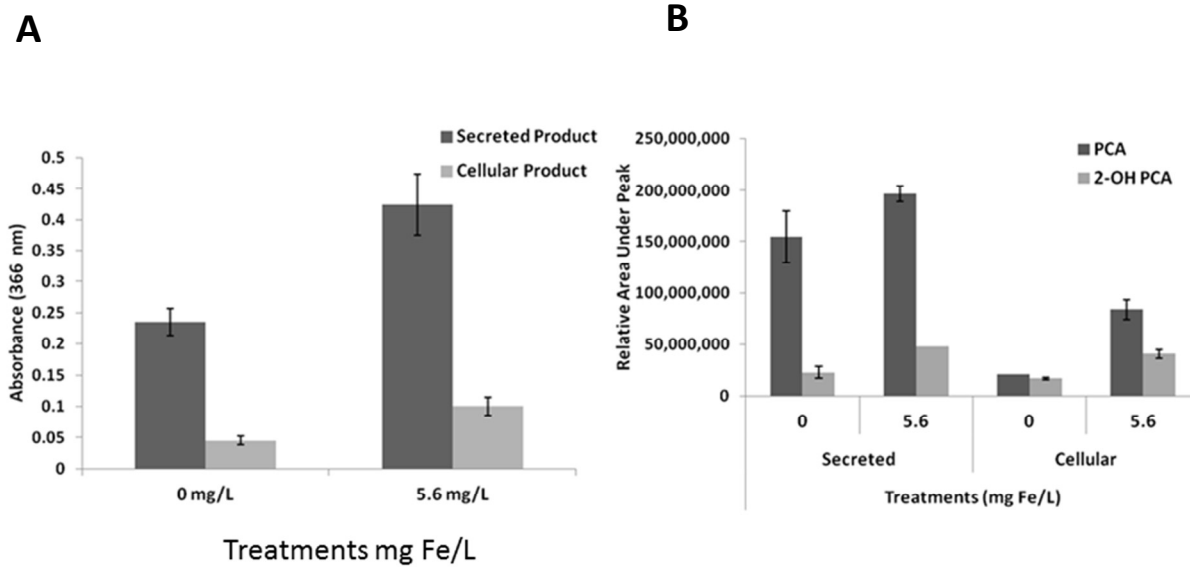 A
Secreted Product
Cellular Product
Absorbance (366 nm)
0.5
0.45
0.4
0.35
0.3
0.25
0.2
0.15
0.1
0.05
0
0 mg/L
5.6 mg/L
Treatments mg Fe/L
B
PCA
2-OH PCA
Relative Area Under Peak
250,000,000
200,000,000
150,000,000
100,000,000
50,000,000
0
0
5.6
0
5.6
Secreted
Cellular
Treatments (mg Fe/L)